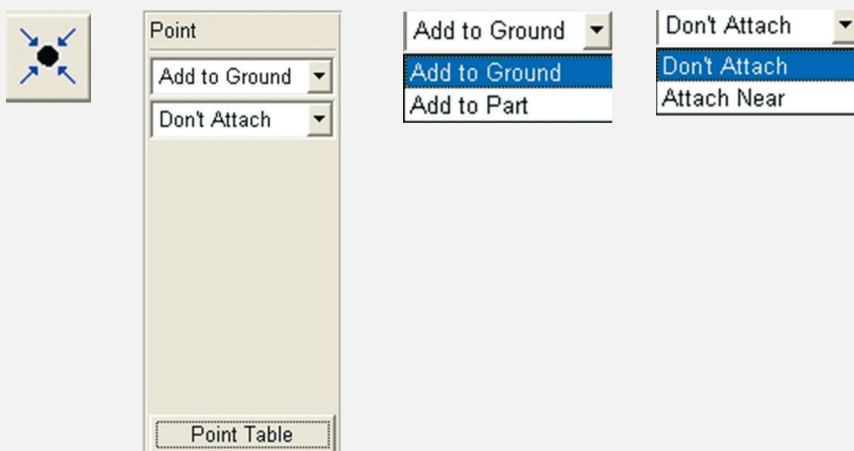 Point
Add to Ground
Don't Attach
Point Table
Add to Ground
Add to Ground
Add to Part
Don't Attach
Don't Attach
Attach Near